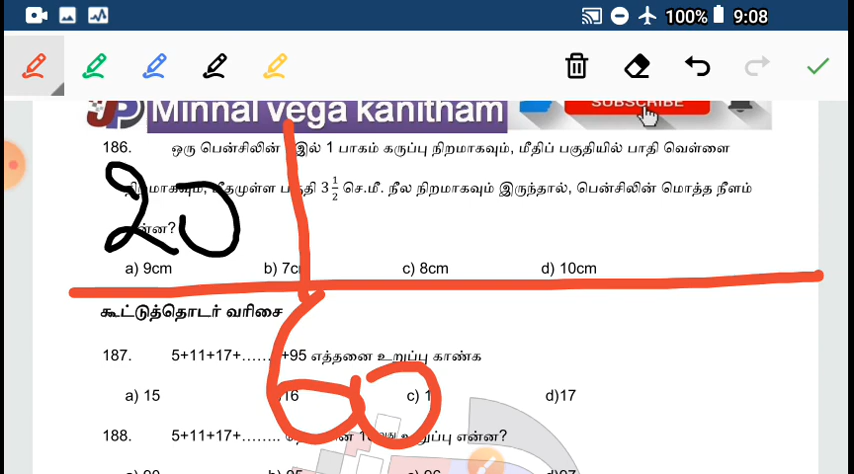 100% 9:08
Minnal vega kanitham SUBSCRIBE
186. ஒரு பென்சிலின் இல் 1 பாகம் கருப்பு நிறமாகவும், மீதிப் பகுதியில் பாதி வெள்ளை
நிறமாகவும், மீதமுள்ள பகுதி 3 1/2 செ.மீ. நீல நிறமாகவும் இருந்தால், பென்சிலின் மொத்த நீளம்
என்ன?
20
a) 9cm b) 7cm c) 8cm d) 10cm
கூட்டுத்தொடர் வரிசை
187. 5+11+17+....... +95 எத்தனை உறுப்பு காண்க
60
a) 15 16 c) 1 d)17
188. 5+11+17+........ உறுப்பு என்ன?